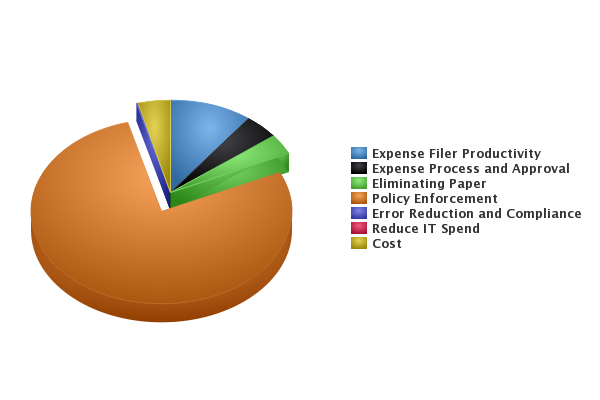 Expense Filer Productivity
Expense Process and Approval
Eliminating Paper
Policy Enforcement
Error Reduction and Compliance
Reduce IT Spend
Cost